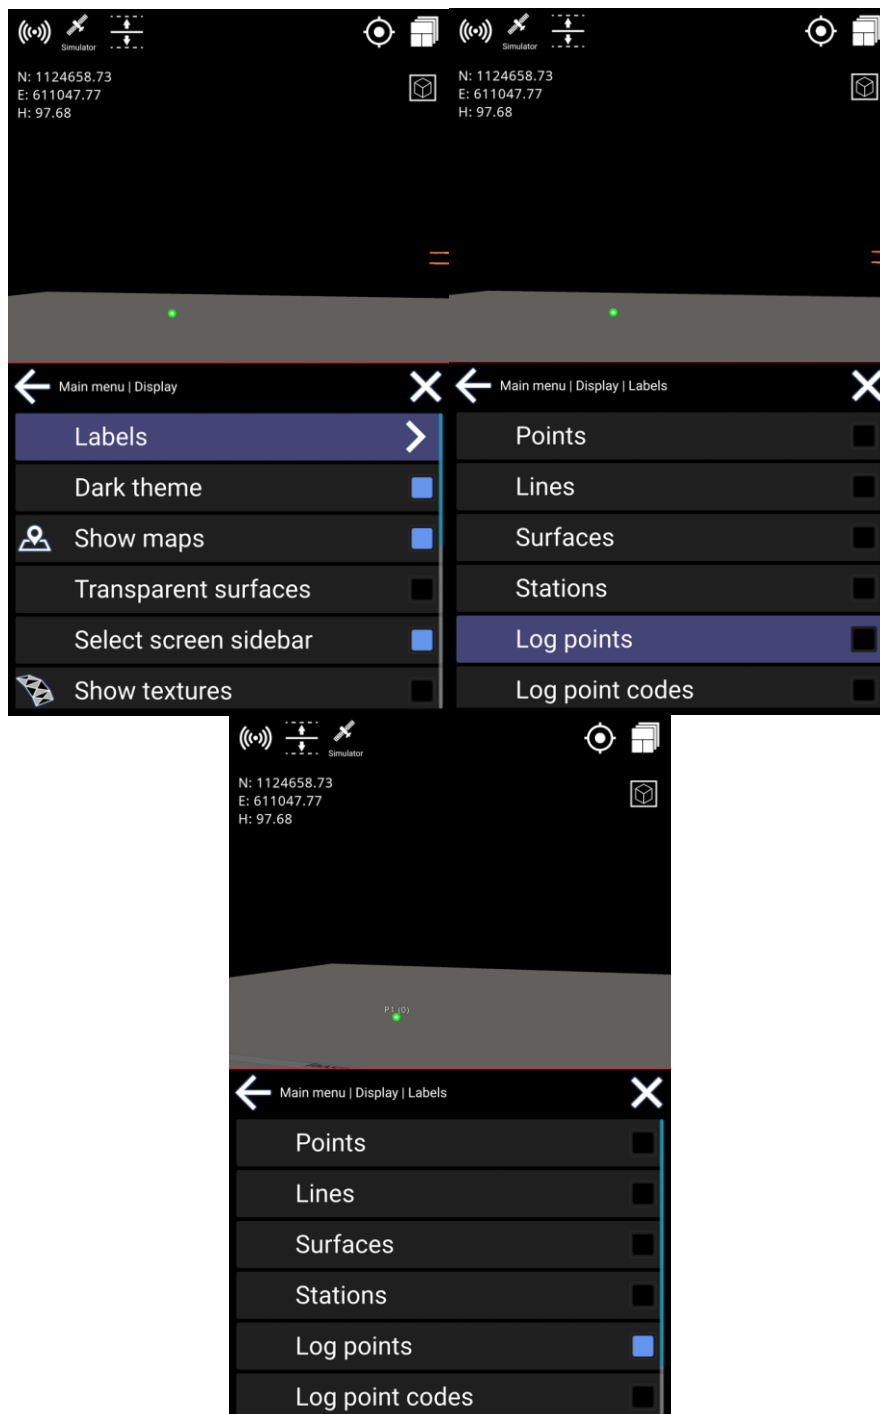 Simulator
N: 1124658.73
E: 611047.77
H: 97.68
Main menu | Display
Labels
Dark theme
Show maps
Transparent surfaces
Select screen sidebar
Show textures
Simulator
N: 1124658.73
E: 611047.77
H: 97.68
Main menu | Display | Labels
Points
Lines
Surfaces
Stations
Log points
Log point codes
Simulator
N: 1124658.73
E: 611047.77
H: 97.68
P1 (0)
Main menu | Display | Labels
Points
Lines
Surfaces
Stations
Log points
Log point codes